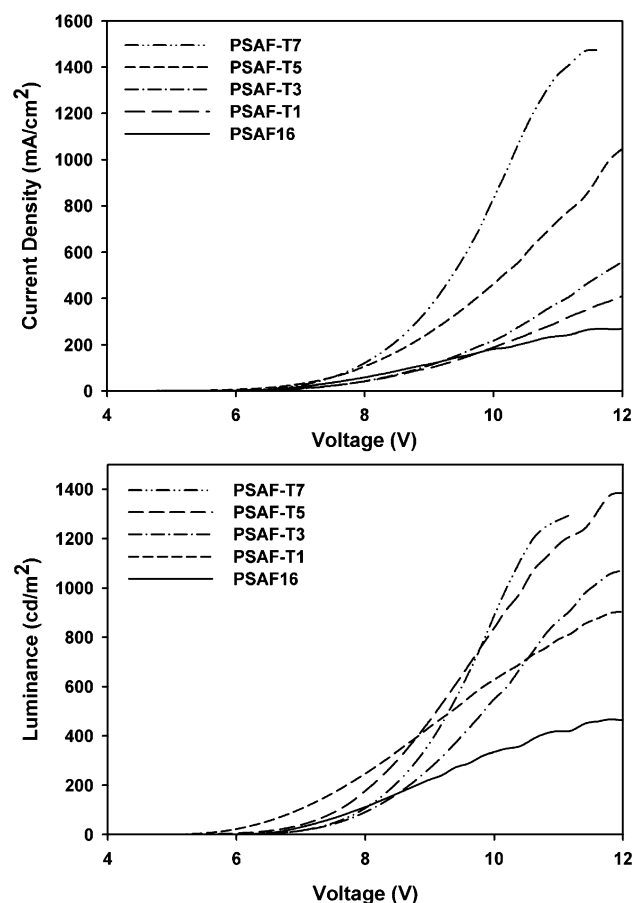 1600
1400
1200
1000
800
600
400
200
0
Current Density (mA/cm²)
PSAF-T7
PSAF-T5
PSAF-T3
PSAF-T1
PSAF16
4 6 8 10 12
Voltage (V)
1400
1200
1000
800
600
400
200
0
Luminance (cd/m²)
PSAF-T7
PSAF-T5
PSAF-T3
PSAF-T1
PSAF16
4 6 8 10 12
Voltage (V)